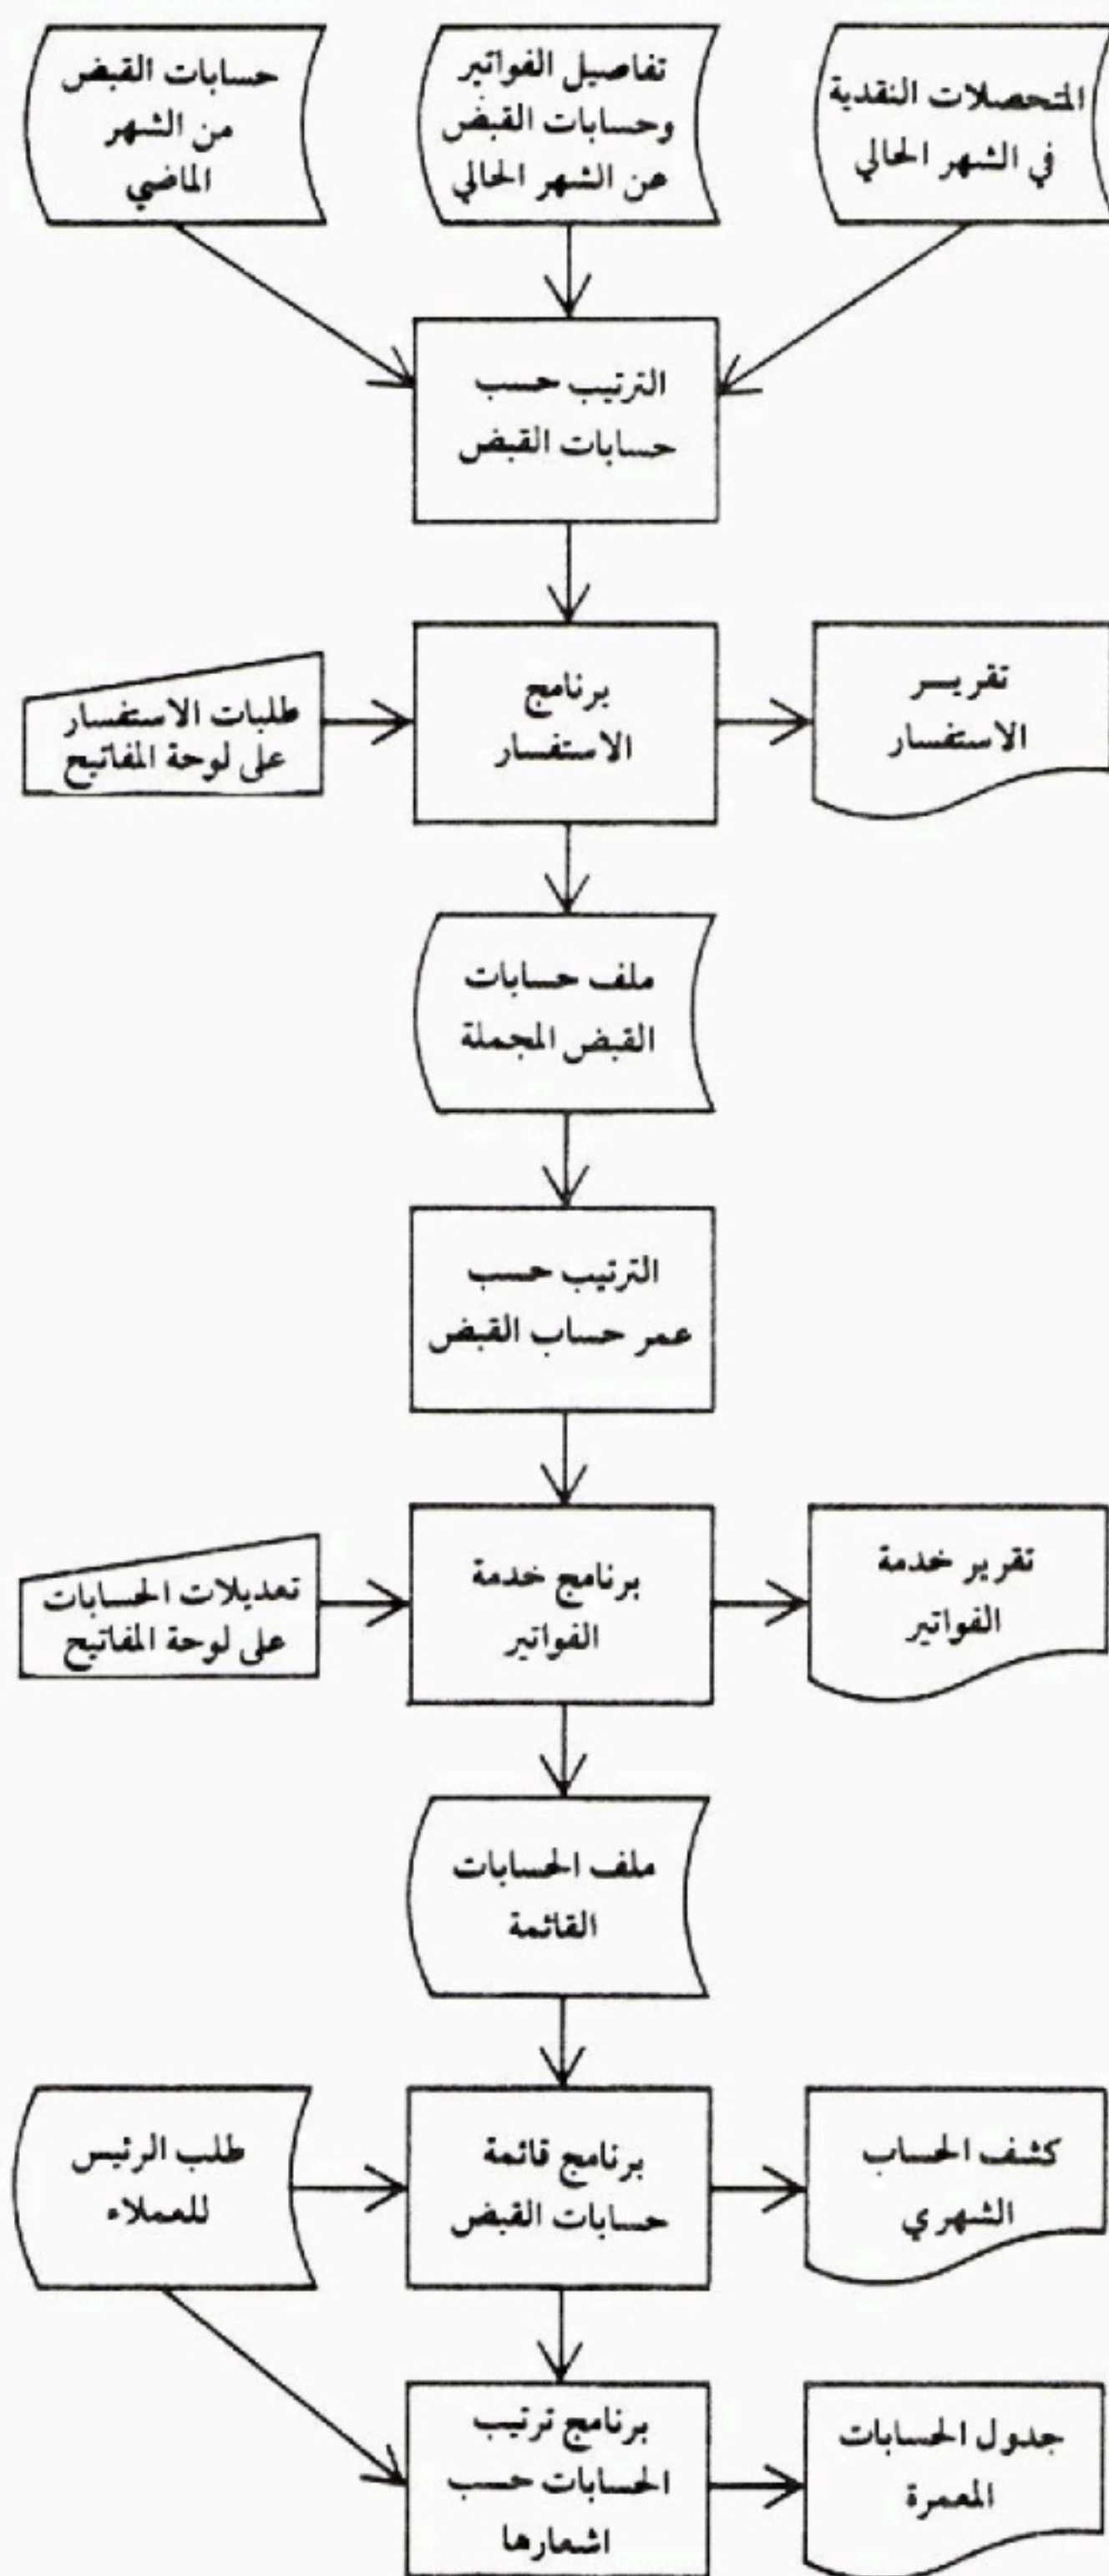 المتحصلات النقدية
في الشهر الحالي
تفاصيل الفواتير
وحسابات القبض
عن الشهر الحالي
حسابات القبض
من الشهر
الماضي
الترتيب حسب
حسابات القبض
طلبات الاستفسار
على لوحة المفاتيح
برنامج
الاستفسار
تقريـر
الاستفسار
ملف حسابات
القبض المجملة
الترتيب حسب
عمر حساب القبض
تعديلات الحسابات
على لوحة المفاتيح
برنامج خدمة
الفواتير
تقرير خدمة
الفواتير
ملف الحسابات
القائمة
طلب الرئيس
للعملاء
برنامج قائمة
حسابات القبض
كشف الحساب
الشهري
برنامج ترتيب
الحسابات حسب
اشعارها
جدول الحسابات
المعمرة